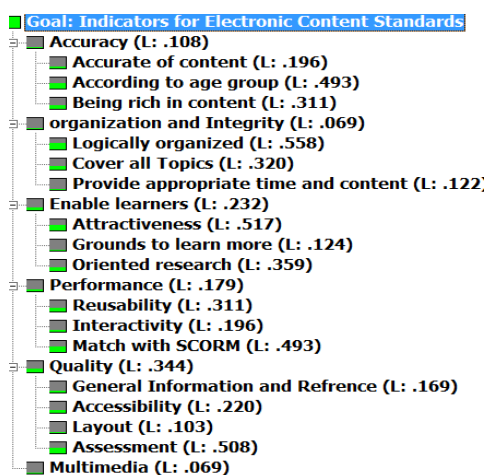 Goal: Indicators for Electronic Content Standards
Accuracy (L: .108)
Accurate of content (L: .196)
According to age group (L: .493)
Being rich in content (L: .311)
organization and Integrity (L: .069)
Logically organized (L: .558)
Cover all Topics (L: .320)
Provide appropriate time and content (L: .122)
Enable learners (L: .232)
Attractiveness (L: .517)
Grounds to learn more (L: .124)
Oriented research (L: .359)
Performance (L: .179)
Reusability (L: .311)
Interactivity (L: .196)
Match with SCORM (L: .493)
Quality (L: .344)
General Information and Refrence (L: .169)
Accessibility (L: .220)
Layout (L: .103)
Assessment (L: .508)
Multimedia (L: .069)